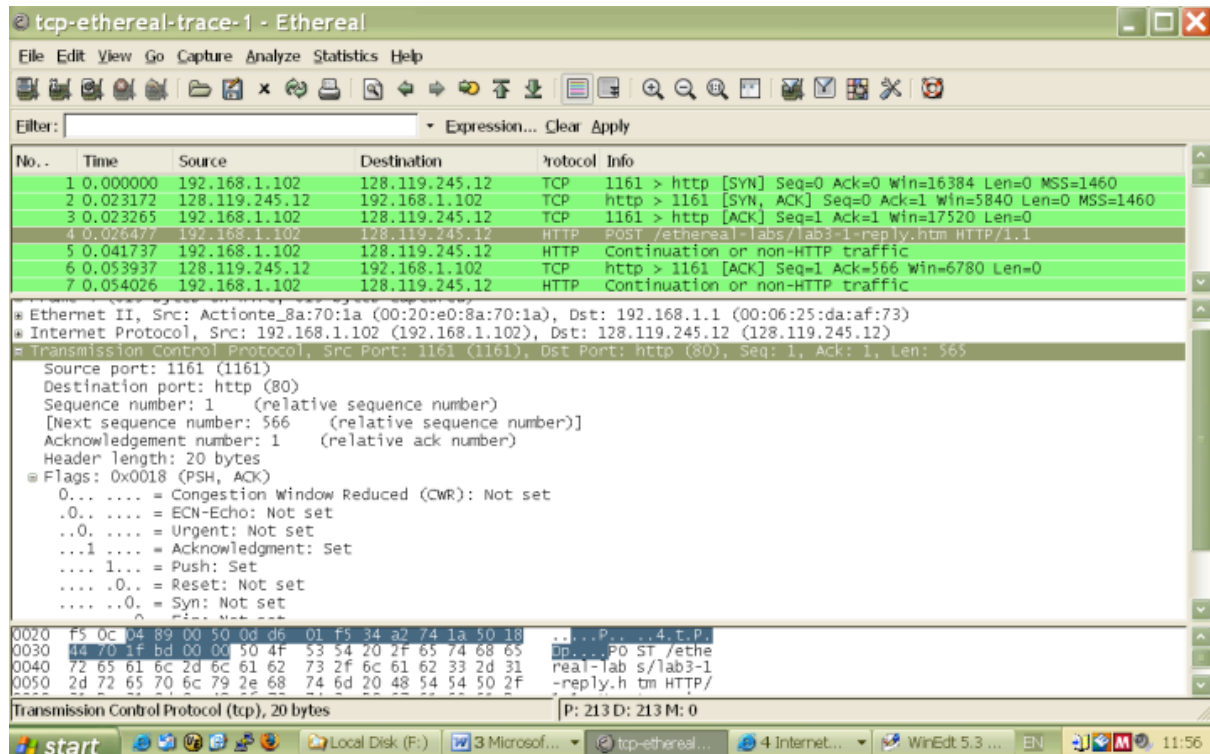 tcp-ethereal-trace-1 - Ethereal
File Edit View Go Capture Analyze Statistics Help
Filter: Expression... Clear Apply
No. . Time Source Destination Protocol Info
1 0.000000 192.168.1.102 128.119.245.12 TCP 1161 > http [SYN] Seq=0 Ack=0 Win=16384 Len=0 MSS=1460
2 0.023172 128.119.245.12 192.168.1.102 TCP http > 1161 [SYN, ACK] Seq=0 Ack=1 Win=5840 Len=0 MSS=1460
3 0.023265 192.168.1.102 128.119.245.12 TCP 1161 > http [ACK] Seq=1 Ack=1 Win=17520 Len=0
4 0.026477 192.168.1.102 128.119.245.12 HTTP POST /ethereal-labs/lab3-1-reply.htm HTTP/1.1
5 0.041737 192.168.1.102 128.119.245.12 HTTP Continuation or non-HTTP traffic
6 0.053937 128.119.245.12 192.168.1.102 TCP http > 1161 [ACK] Seq=1 Ack=566 Win=6780 Len=0
7 0.054026 192.168.1.102 128.119.245.12 HTTP Continuation or non-HTTP traffic
Ethernet II, Src: Actionte_8a:70:1a (00:20:e0:8a:70:1a), Dst: 192.168.1.1 (00:06:25:da:af:73)
Internet Protocol, Src: 192.168.1.102 (192.168.1.102), Dst: 128.119.245.12 (128.119.245.12)
Transmission Control Protocol, Src Port: 1161 (1161), Dst Port: http (80), Seq: 1, Ack: 1, Len: 565
Source port: 1161 (1161)
Destination port: http (80)
Sequence number: 1 (relative sequence number)
[Next sequence number: 566 (relative sequence number)]
Acknowledgement number: 1 (relative ack number)
Header length: 20 bytes
Flags: 0x0018 (PSH, ACK)
0... .... = Congestion Window Reduced (CWR): Not set
.0.. .... = ECN-Echo: Not set
..0. .... = Urgent: Not set
...1 .... = Acknowledgment: Set
.... 1... = Push: Set
.... .0.. = Reset: Not set
.... ..0. = Syn: Not set
0020 f5 0c 04 89 00 50 0d d6 01 f5 34 a2 74 1a 50 18 .....P.. ..4.t.P.
0030 44 70 1f bd 00 00 50 4f 53 54 20 2f 65 74 68 65 Dp....PO ST /ethe
0040 72 65 61 6c 2d 6c 61 62 73 2f 6c 61 62 33 2d 31 real-lab s/lab3-1
0050 2d 72 65 70 6c 79 2e 68 74 6d 20 48 54 54 50 2f -reply.h tm HTTP/
Transmission Control Protocol (tcp), 20 bytes P: 213 D: 213 M: 0
start Local Disk (F:) 3 Microsof... tcp-ethereal... 4 Internet... WinEdt 5.3 ... EN 11:56